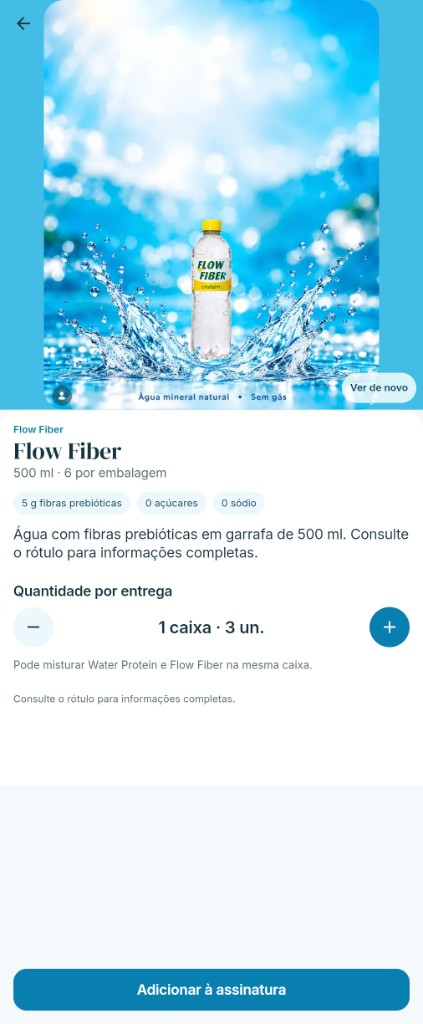 FLOW
FIBER
Água mineral natural • Sem gás
Ver de novo
Flow Fiber
Flow Fiber
500 ml · 6 por embalagem
5 g fibras prebióticas
0 açúcares
0 sódio
Água com fibras prebióticas em garrafa de 500 ml. Consulte
o rótulo para informações completas.
Quantidade por entrega
1 caixa · 3 un.
Pode misturar Water Protein e Flow Fiber na mesma caixa.
Consulte o rótulo para informações completas.
Adicionar à assinatura